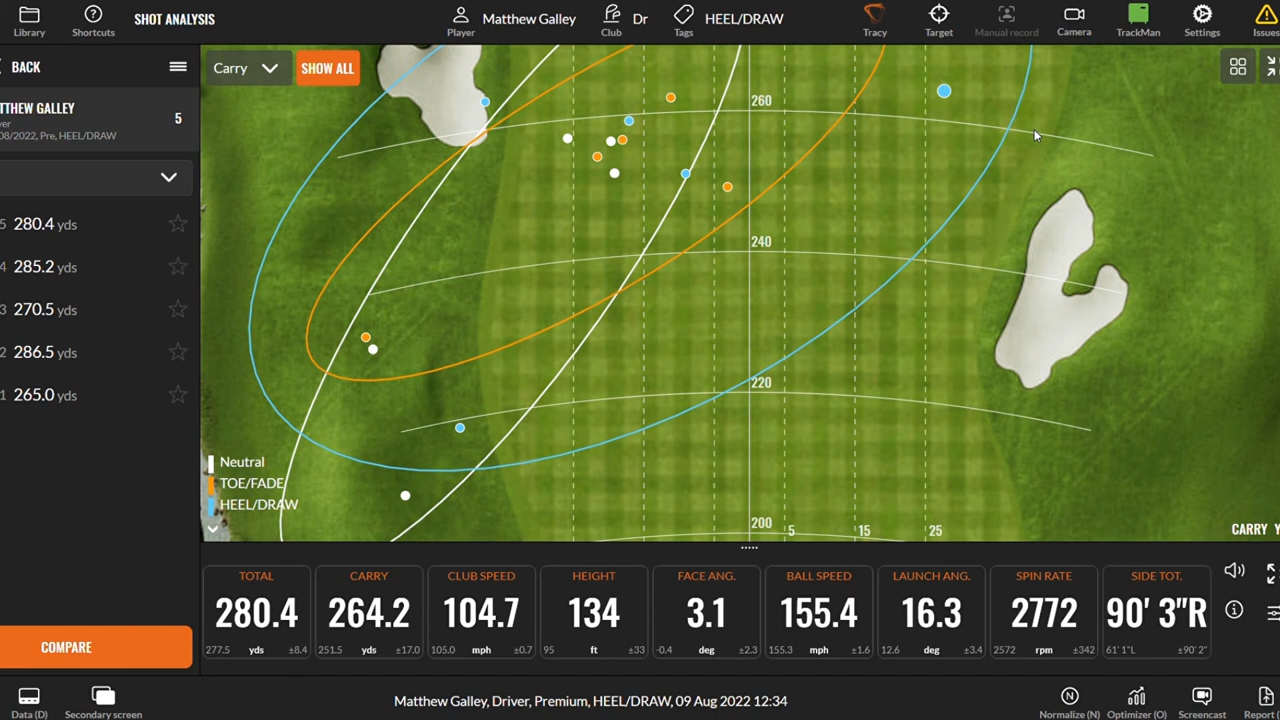 Library
Shortcuts
SHOT ANALYSIS
Player
Matthew Galley
Club
Dr
Tags
HEEL/DRAW
Tracy
Target
Manual record
Camera
TrackMan
Settings
Issues
BACK
TTHEW GALLEY
ver
08/2022, Pre, HEEL/DRAW
5
5 280.4 yds
4 285.2 yds
3 270.5 yds
2 286.5 yds
1 265.0 yds
COMPARE
Carry
SHOW ALL
260
240
220
200
5
15
25
Neutral
TOE/FADE
HEEL/DRAW
CARRY Y
TOTAL
280.4
277.5 yds ±8.4
CARRY
264.2
251.5 yds ±17.0
CLUB SPEED
104.7
105.0 mph ±0.7
HEIGHT
134
95 ft ±33
FACE ANG.
3.1
-0.4 deg ±2.3
BALL SPEED
155.4
155.3 mph ±1.6
LAUNCH ANG.
16.3
12.6 deg ±3.4
SPIN RATE
2772
2572 rpm ±342
SIDE TOT.
90' 3"R
61' 1"L ±90' 2"
Data (D)
Secondary screen
Matthew Galley, Driver, Premium, HEEL/DRAW, 09 Aug 2022 12:34
Normalize (N)
Optimizer (O)
Screencast
Report (